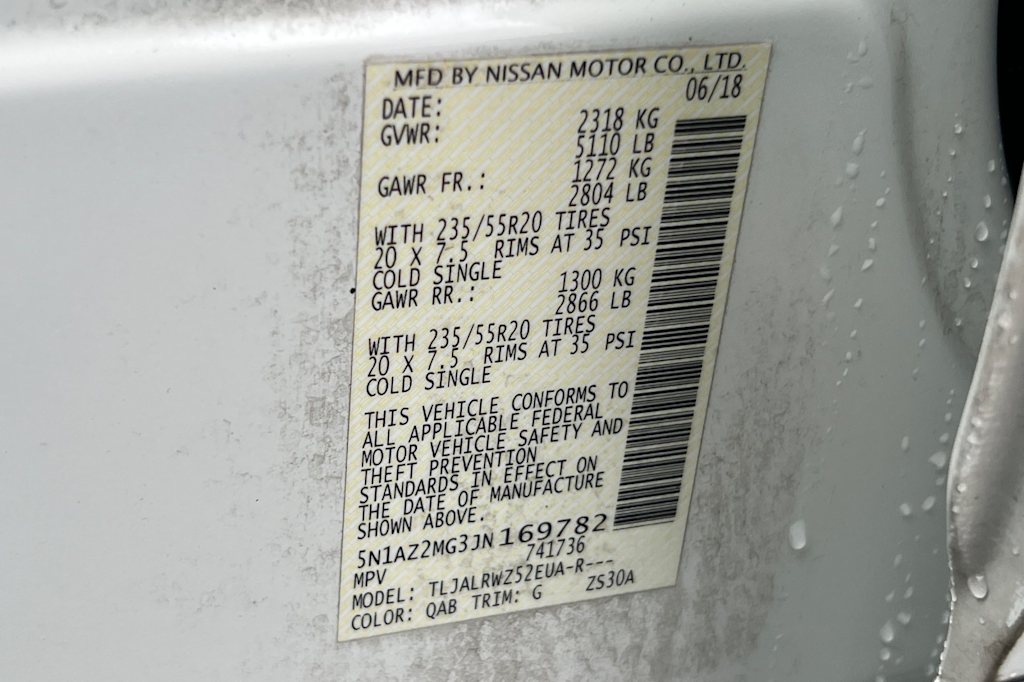 MFD BY NISSAN MOTOR CO., LTD.
DATE: 06/18
GVWR: 2318 KG
5110 LB
GAWR FR.: 1272 KG
2804 LB
WITH 235/55R20 TIRES
20 X 7.5 RIMS AT 35 PSI
COLD SINGLE
GAWR RR.: 1300 KG
2866 LB
WITH 235/55R20 TIRES
20 X 7.5 RIMS AT 35 PSI
COLD SINGLE
THIS VEHICLE CONFORMS TO
ALL APPLICABLE FEDERAL
MOTOR VEHICLE SAFETY AND
THEFT PREVENTION
STANDARDS IN EFFECT ON
THE DATE OF MANUFACTURE
SHOWN ABOVE.
5N1AZ2MG3JN169782
MPV 741736
MODEL: TLJALRWZ52EUA-R---
COLOR: QAB TRIM: G ZS30A